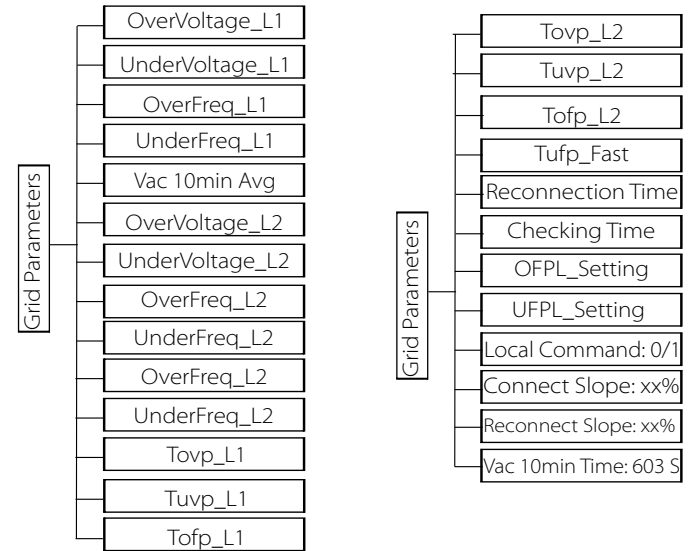 Grid Parameters
OverVoltage_L1
UnderVoltage_L1
OverFreq_L1
UnderFreq_L1
Vac 10min Avg
OverVoltage_L2
UnderVoltage_L2
OverFreq_L2
UnderFreq_L2
OverFreq_L2
UnderFreq_L2
Tovp_L1
Tuvp_L1
Tofp_L1
Grid Parameters
Tovp_L2
Tuvp_L2
Tofp_L2
Tufp_Fast
Reconnection Time
Checking Time
OFPL_Setting
UFPL_Setting
Local Command: 0/1
Connect Slope: xx%
Reconnect Slope: xx%
Vac 10min Time: 603 S